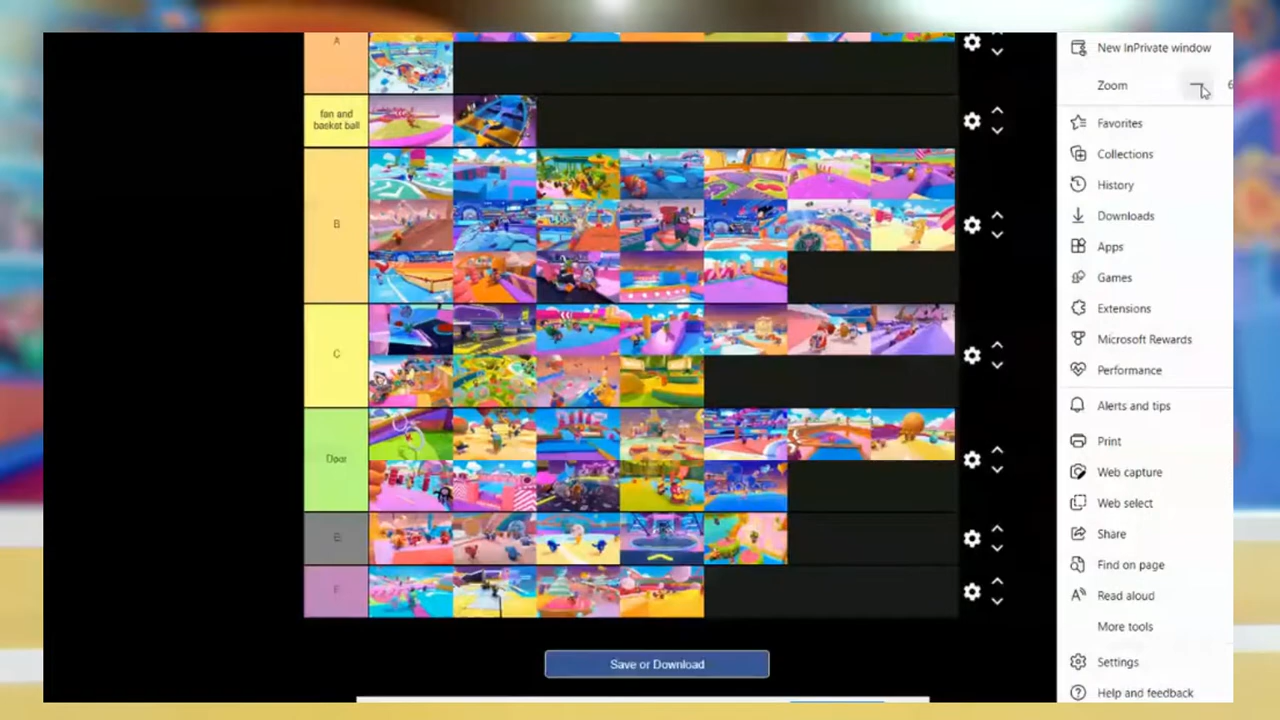 A
New InPrivate window
Zoom
6
fan and
basket ball
Favorites
Collections
History
Downloads
B
Apps
Games
Extensions
Microsoft Rewards
C
Performance
Alerts and tips
Print
Door
Web capture
Web select
Share
E
Find on page
Read aloud
F
More tools
Save or Download
Settings
Help and feedback